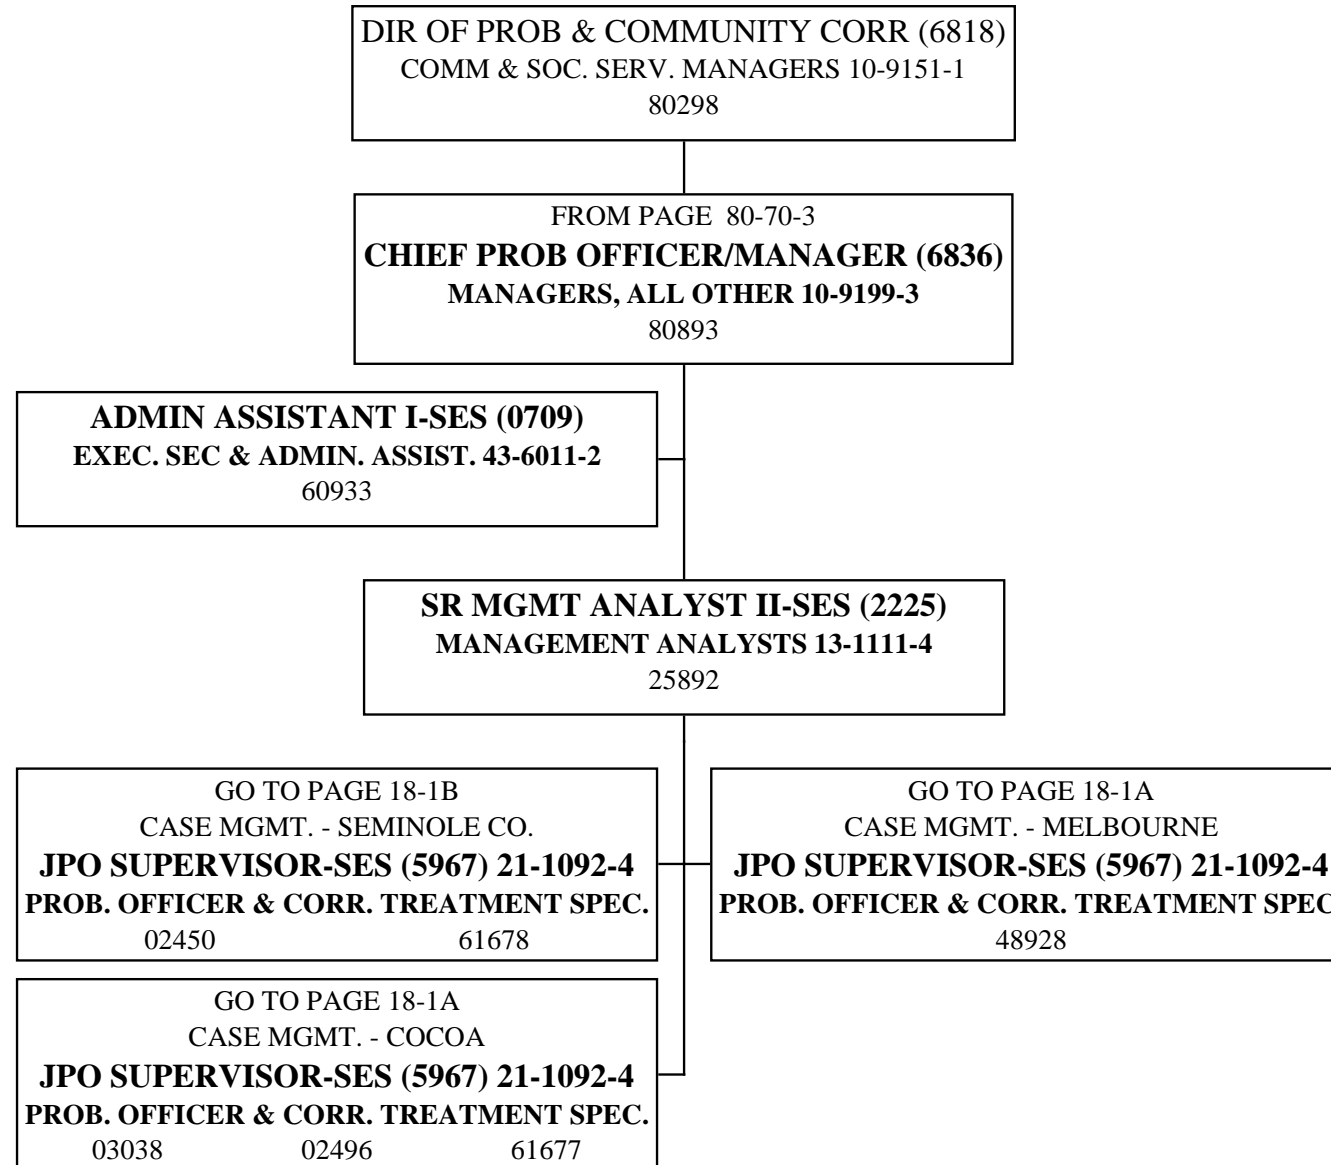 DIR OF PROB & COMMUNITY CORR (6818)
COMM & SOC. SERV. MANAGERS 10-9151-1
80298
FROM PAGE 80-70-3
CHIEF PROB OFFICER/MANAGER (6836)
MANAGERS, ALL OTHER 10-9199-3
80893
ADMIN ASSISTANT I-SES (0709)
EXEC. SEC & ADMIN. ASSIST. 43-6011-2
60933
SR MGMT ANALYST II-SES (2225)
MANAGEMENT ANALYSTS 13-1111-4
25892
GO TO PAGE 18-1B
CASE MGMT. - SEMINOLE CO.
JPO SUPERVISOR-SES (5967) 21-1092-4
PROB. OFFICER & CORR. TREATMENT SPEC.
02450 61678
GO TO PAGE 18-1A
CASE MGMT. - MELBOURNE
JPO SUPERVISOR-SES (5967) 21-1092-4
PROB. OFFICER & CORR. TREATMENT SPEC
48928
GO TO PAGE 18-1A
CASE MGMT. - COCOA
JPO SUPERVISOR-SES (5967) 21-1092-4
PROB. OFFICER & CORR. TREATMENT SPEC.
03038 02496 61677